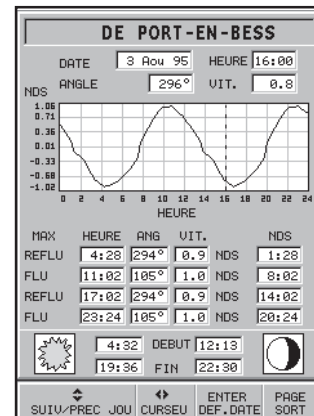 DE PORT-EN-BESS
DATE 3 Aou 95 HEURE 16:00
ANGLE 296° VIT. 0.8
NDS
1.06
0.71
0.36
0.01
-0.33
-0.68
-1.02
0 2 4 6 8 10 12 14 16 18 20 22 24
HEURE
MAX HEURE ANG VIT. NDS
REFLU 4:28 294° 0.9 NDS 1:28
FLU 11:02 105° 1.0 NDS 8:02
REFLU 17:02 294° 0.9 NDS 14:02
FLU 23:24 105° 1.0 NDS 20:24
4:32 DEBUT 12:13
19:36 FIN 22:30
SUIV/PREC JOU CURSEU ENTER DEF.DATE PAGE SORT